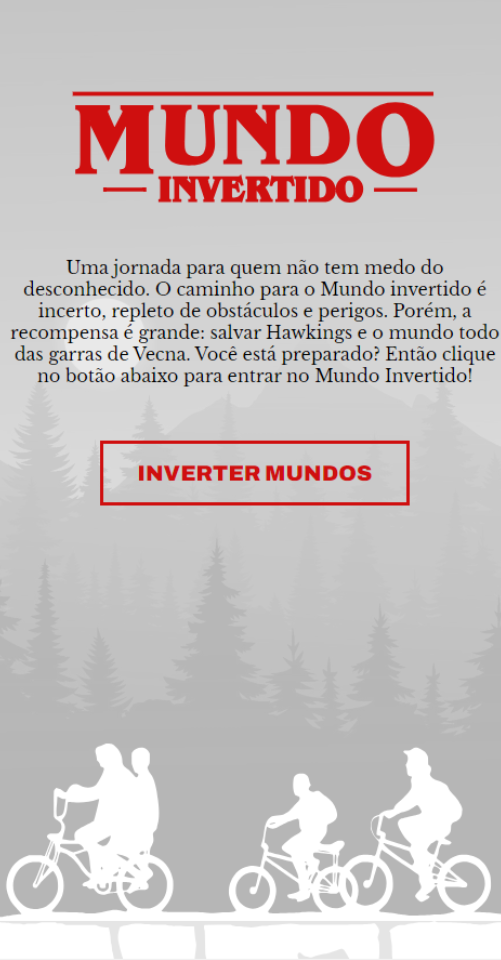 MUNDO
INVERTIDO
Uma jornada para quem não tem medo do
desconhecido. O caminho para o Mundo invertido é
incerto, repleto de obstáculos e perigos. Porém, a
recompensa é grande: salvar Hawkings e o mundo todo
das garras de Vecna. Você está preparado? Então clique
no botão abaixo para entrar no Mundo Invertido!
INVERTER MUNDOS